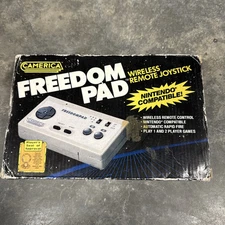 CAMERICA
FREEDOM
PAD
WIRELESS
REMOTE JOYSTICK
NINTENDO
COMPATIBLE!
• WIRELESS REMOTE CONTROL
• NINTENDO COMPATIBLE
• AUTOMATIC RAPID FIRE
• PLAY 1 AND 2 PLAYER GAMES